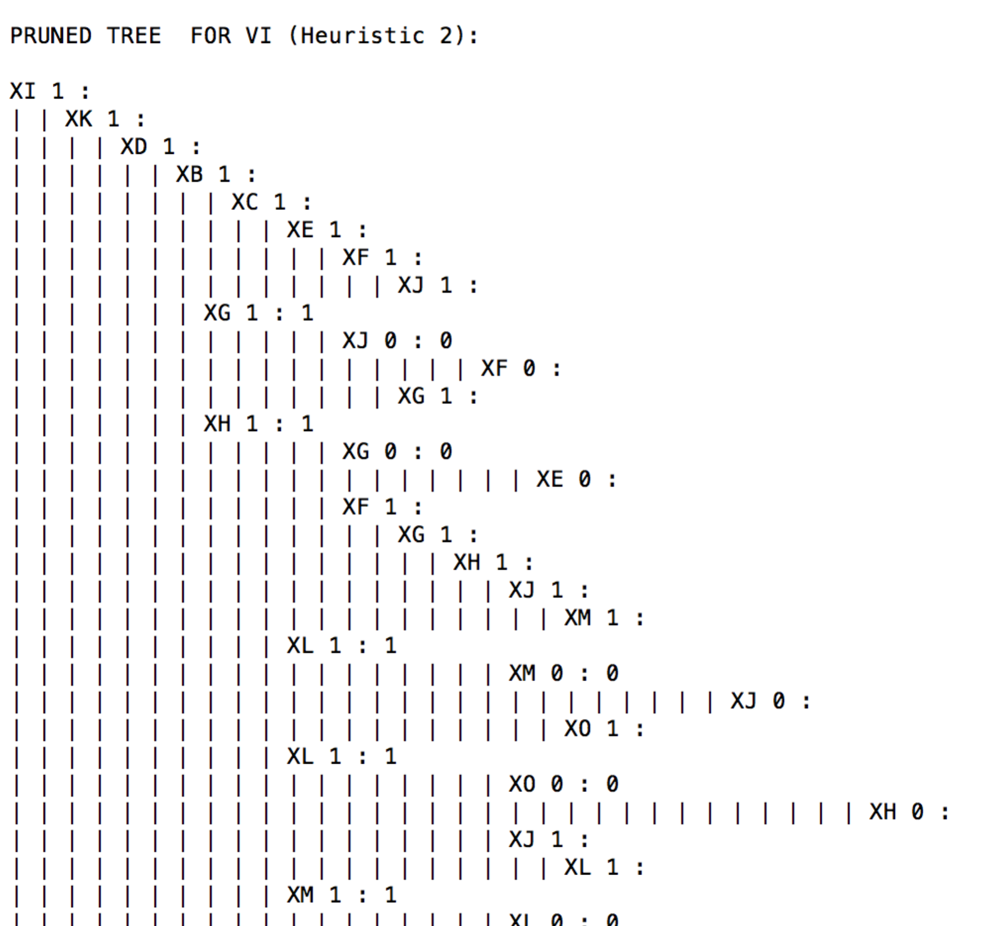 PRUNED TREE  FOR VI (Heuristic 2):
XI 1 :
| | XK 1 :
| | | | XD 1 :
| | | | | | XB 1 :
| | | | | | | | XC 1 :
| | | | | | | | | | XE 1 :
| | | | | | | | | | | | XF 1 :
| | | | | | | | | | | | | | XJ 1 :
| | | | | | | XG 1 : 1
| | | | | | | | | | | | XJ 0 : 0
| | | | | | | | | | | | | | | | | XF 0 :
| | | | | | | | | | | | | | XG 1 :
| | | | | | | XH 1 : 1
| | | | | | | | | | | | XG 0 : 0
| | | | | | | | | | | | | | | | | | | XE 0 :
| | | | | | | | | | | | XF 1 :
| | | | | | | | | | | | | | XG 1 :
| | | | | | | | | | | | | | | | XH 1 :
| | | | | | | | | | | | | | | | | | XJ 1 :
| | | | | | | | | | | | | | | | | | | | XM 1 :
| | | | | | | | | | XL 1 : 1
| | | | | | | | | | | | | | | | | | XM 0 : 0
| | | | | | | | | | | | | | | | | | | | | | | | | | XJ 0 :
| | | | | | | | | | | | | | | | | | | | XO 1 :
| | | | | | | | | | XL 1 : 1
| | | | | | | | | | | | | | | | | | XO 0 : 0
| | | | | | | | | | | | | | | | | | | | | | | | | | | | | | | XH 0 :
| | | | | | | | | | | | | | | | | | XJ 1 :
| | | | | | | | | | | | | | | | | | | | XL 1 :
| | | | | | | | | | XM 1 : 1
| | | | | | | | | | | | | | | | | | XL 0 : 0